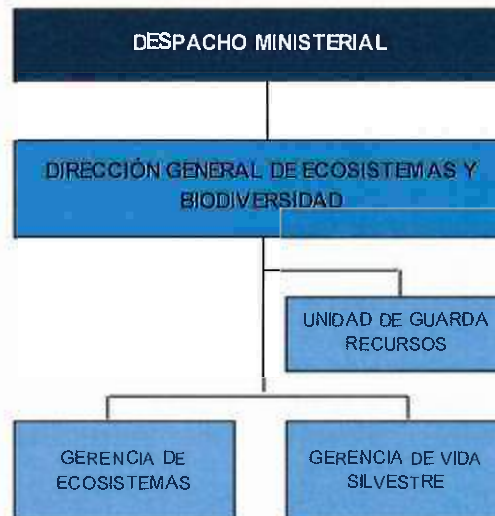 DESPACHO MINISTERIAL
DIRECCIÓN GENERAL DE ECOSISTEMAS Y
BIODIVERSIDAD
UNIDAD DE GUARDA
RECURSOS
GERENCIA DE
ECOSISTEMAS
GERENCIA DE VIDA
SILVESTRE